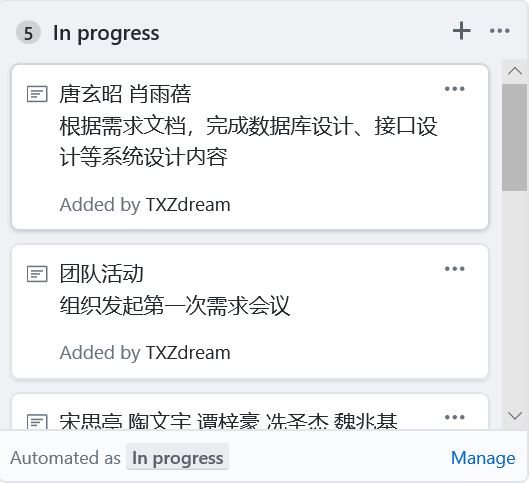 5 In progress
唐玄昭 肖雨蓓
根据需求文档，完成数据库设计、接口设
计等系统设计内容
Added by TXZdream
团队活动
组织发起第一次需求会议
Added by TXZdream
宋思亭 陶文宇 谭梓豪 冼圣杰 魏兆基
Automated as In progress
Manage